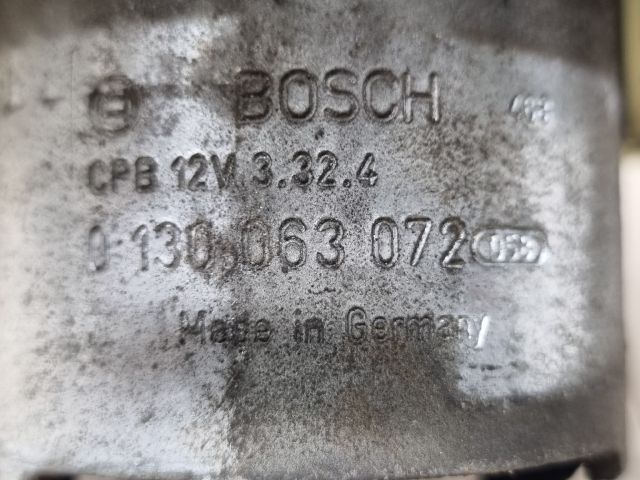 BOSCH
CPB 12V 3.32.4
0 130 063 072
Made in Germany